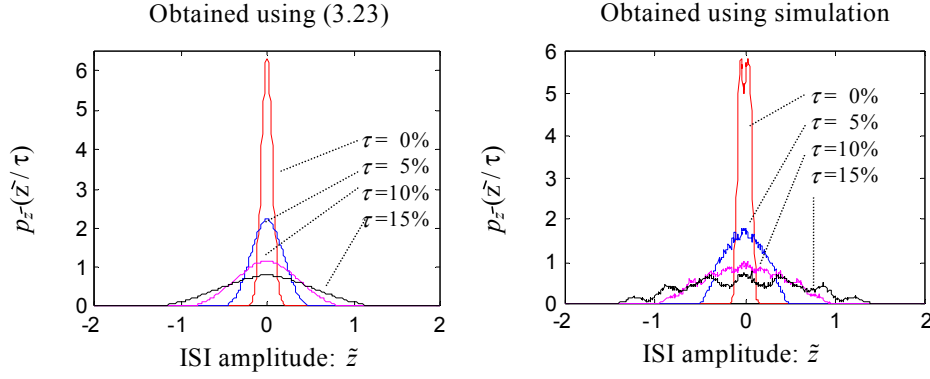 Obtained using (3.23)
6
5
4
3
2
1
0
-2
-1
0
1
2
τ = 0%
τ = 5%
τ =10%
τ =15%
p_z̃(z̃/τ)
ISI amplitude: z̃
Obtained using simulation
6
5
4
3
2
1
0
-2
-1
0
1
2
τ = 0%
τ = 5%
τ =10%
τ =15%
p_z̃(z̃/τ)
ISI amplitude: z̃